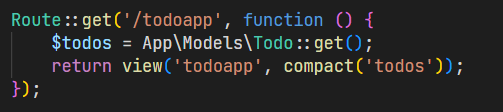 Route::get('/todoapp', function () {
    $todos = App\Models\Todo::get();
    return view('todoapp', compact('todos'));
});